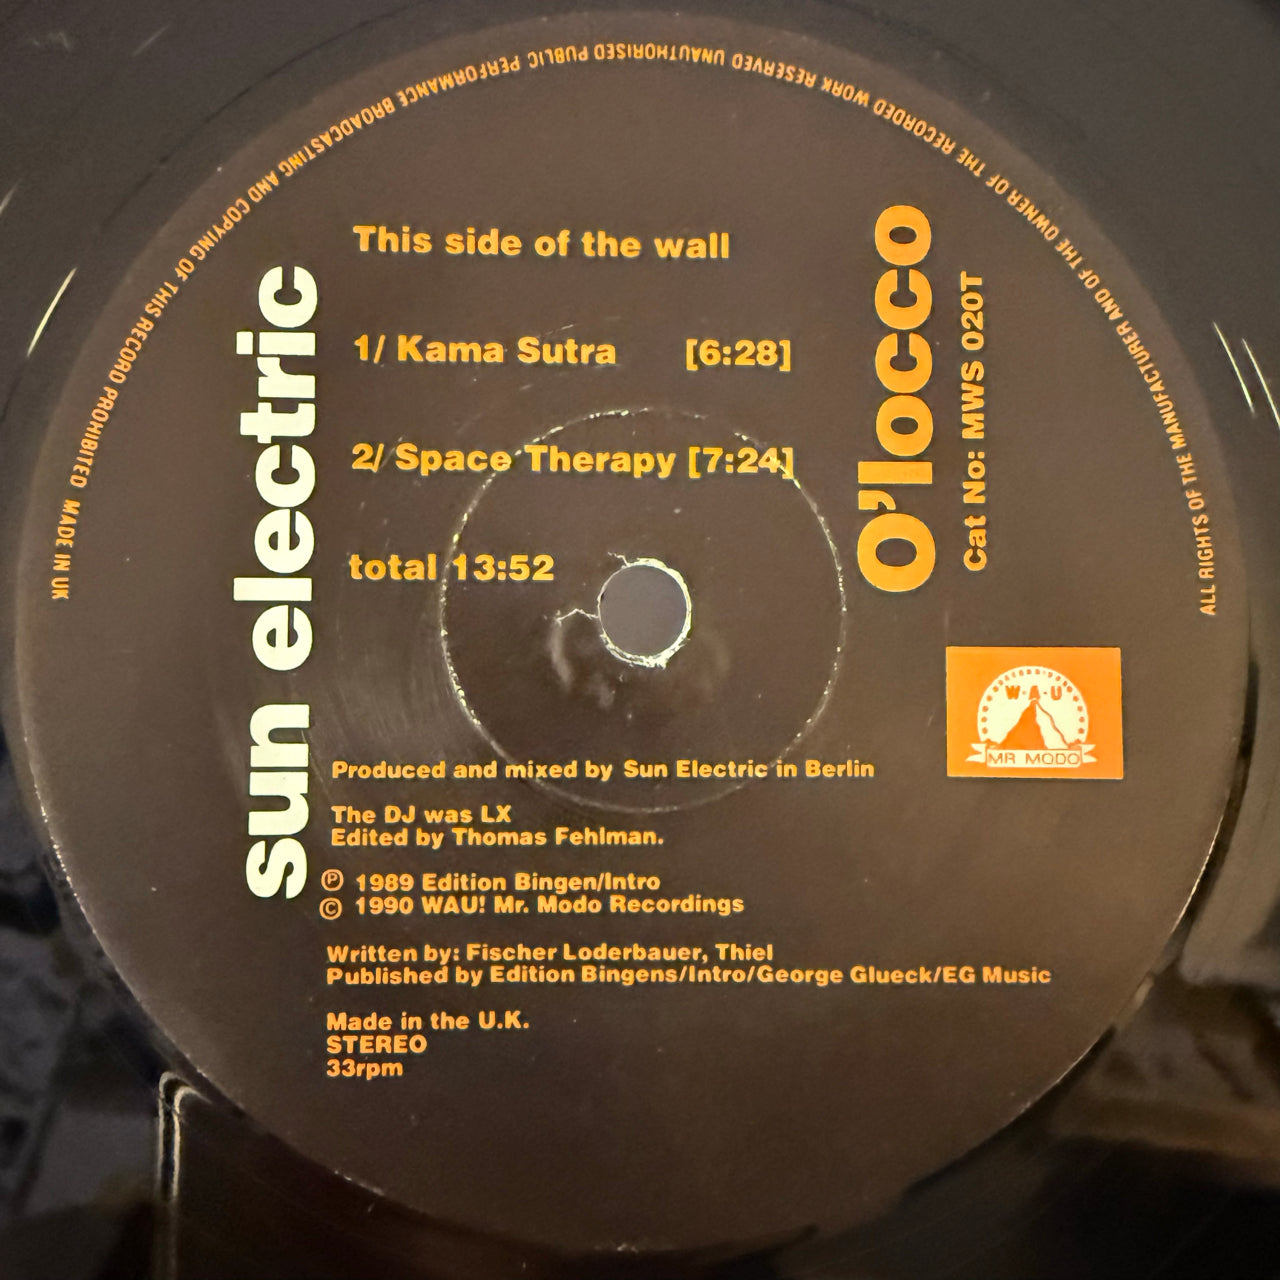 ALL RIGHTS OF THE MANUFACTURER AND OF THE OWNER OF THE RECORDED WORK RESERVED UNAUTHORISED PUBLIC PERFORMANCE BROADCASTING AND COPYING OF THIS RECORD PROHIBITED MADE IN UK
sun electric
This side of the wall
1/ Kama Sutra [6:28]
2/ Space Therapy [7:24]
total 13:52
O'locco
Cat No: MWS 020T
W·A·U
MR MODO
Produced and mixed by Sun Electric in Berlin
The DJ was LX
Edited by Thomas Fehlman.
℗ 1989 Edition Bingen/Intro
© 1990 WAU! Mr. Modo Recordings
Written by: Fischer Loderbauer, Thiel
Published by Edition Bingens/Intro/George Glueck/EG Music
Made in the U.K.
STEREO
33rpm